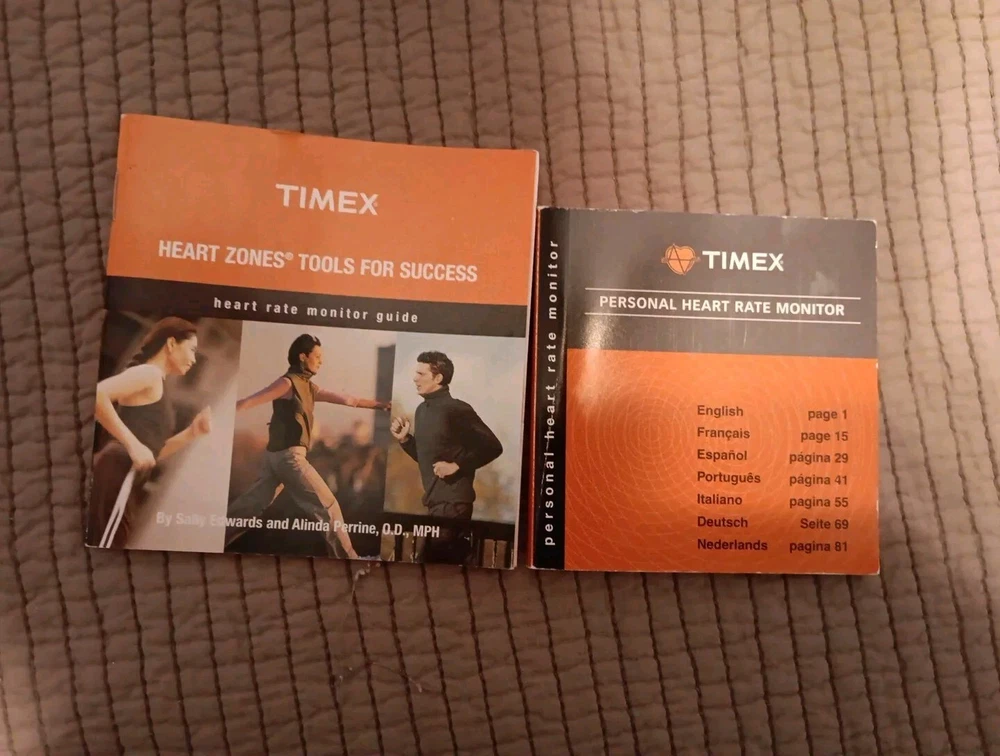 TIMEX
HEART ZONES® TOOLS FOR SUCCESS
heart rate monitor guide
By Sally Edwards and Alinda Perrine, O.D., MPH
personal heart rate monitor
TIMEX
PERSONAL HEART RATE MONITOR
English page 1
Français page 15
Español página 29
Português página 41
Italiano pagina 55
Deutsch Seite 69
Nederlands pagina 81